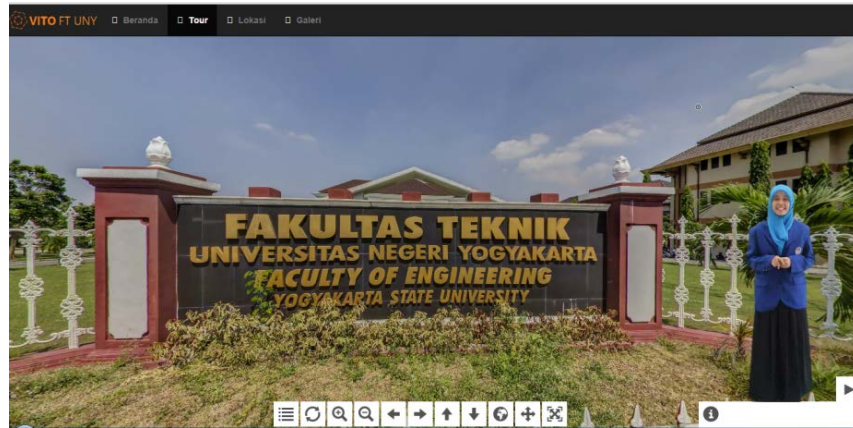 VITO FT UNY
Beranda
Tour
Lokasi
Galeri
FAKULTAS TEKNIK
UNIVERSITAS NEGERI YOGYAKARTA
FACULTY OF ENGINEERING
YOGYAKARTA STATE UNIVERSITY